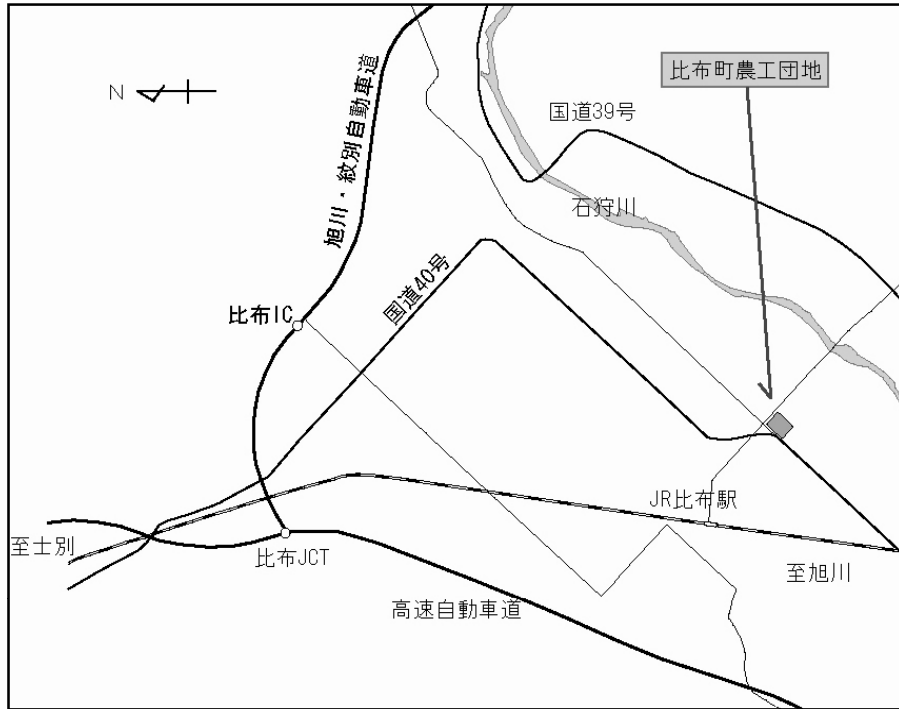 比布町農工団地
N
国道39号
旭川・紋別自動車道
石狩川
国道40号
比布IC
JR比布駅
至士別
比布JCT
至旭川
高速自動車道